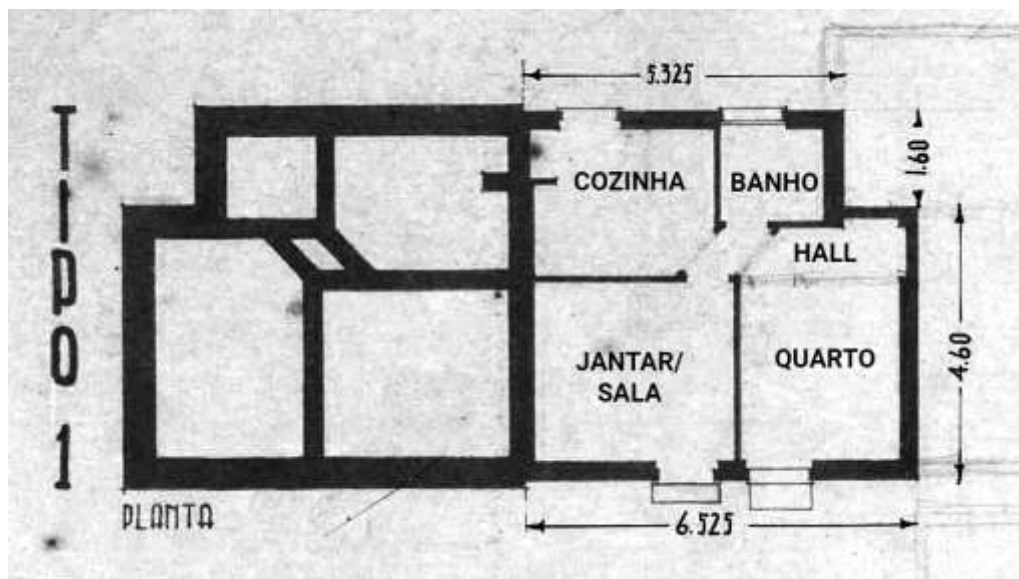 TIPO 1
5.325
1.60
COZINHA
BANHO
HALL
4.60
JANTAR/
SALA
QUARTO
PLANTA
6.525